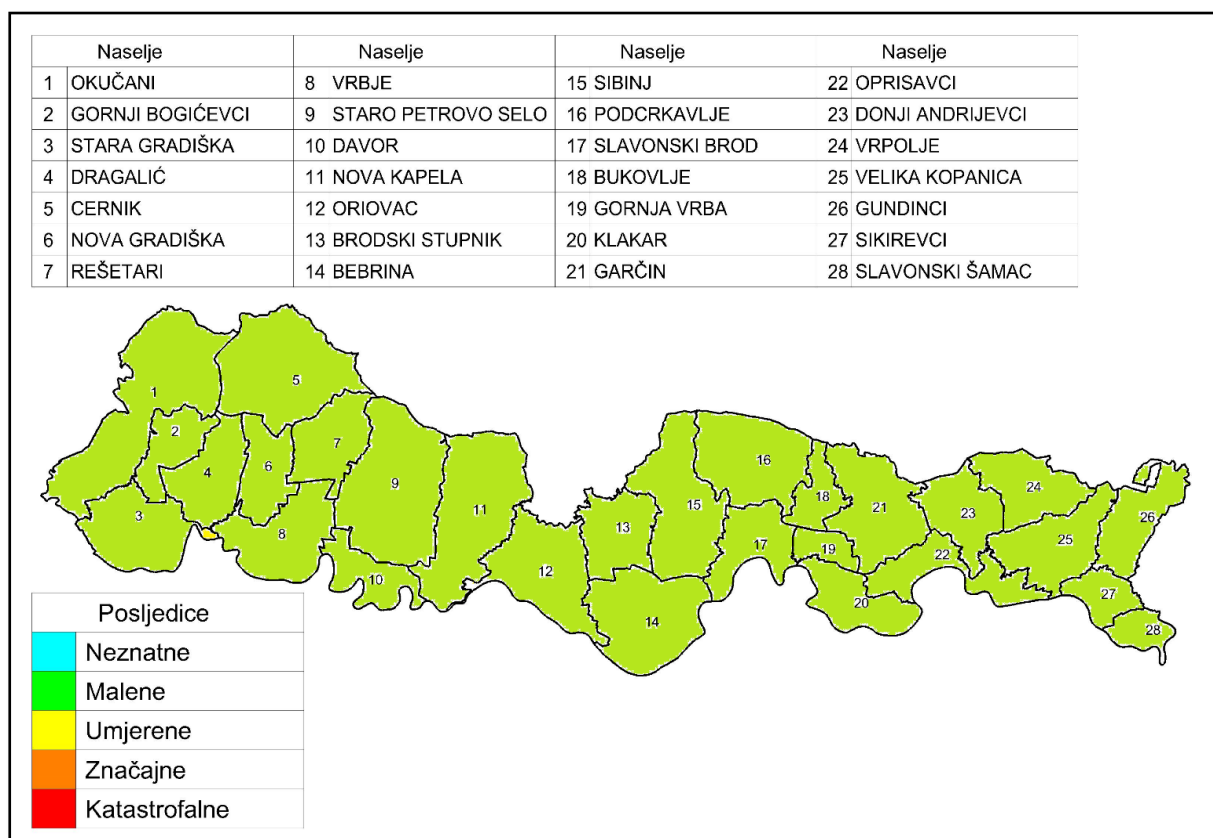 Naselje Naselje Naselje Naselje
1 OKUČANI 8 VRBJE 15 SIBINJ 22 OPRISAVCI
2 GORNJI BOGIĆEVCI 9 STARO PETROVO SELO 16 PODCRKAVLJE 23 DONJI ANDRIJEVCI
3 STARA GRADIŠKA 10 DAVOR 17 SLAVONSKI BROD 24 VRPOLJE
4 DRAGALIĆ 11 NOVA KAPELA 18 BUKOVLJE 25 VELIKA KOPANICA
5 CERNIK 12 ORIOVAC 19 GORNJA VRBA 26 GUNDINCI
6 NOVA GRADIŠKA 13 BRODSKI STUPNIK 20 KLAKAR 27 SIKIREVCI
7 REŠETARI 14 BEBRINA 21 GARČIN 28 SLAVONSKI ŠAMAC
5
1
2
7
6
4
16
24
9
3
8
11
13
15
18
21
23
26
17
19
22
25
10
12
14
20
27
28
Posljedice
Neznatne
Malene
Umjerene
Značajne
Katastrofalne